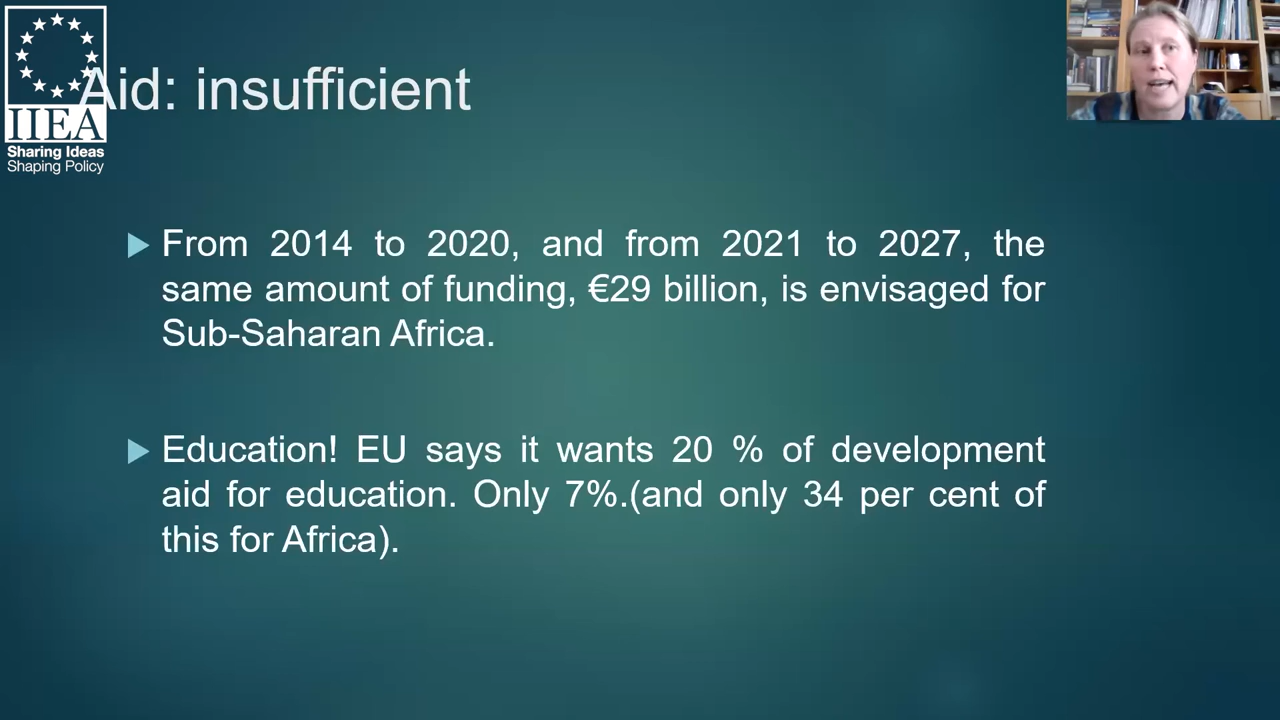 IIEA
Sharing Ideas
Shaping Policy
Aid: insufficient
From 2014 to 2020, and from 2021 to 2027, the
same amount of funding, €29 billion, is envisaged for
Sub-Saharan Africa.
Education! EU says it wants 20 % of development
aid for education. Only 7%.(and only 34 per cent of
this for Africa).